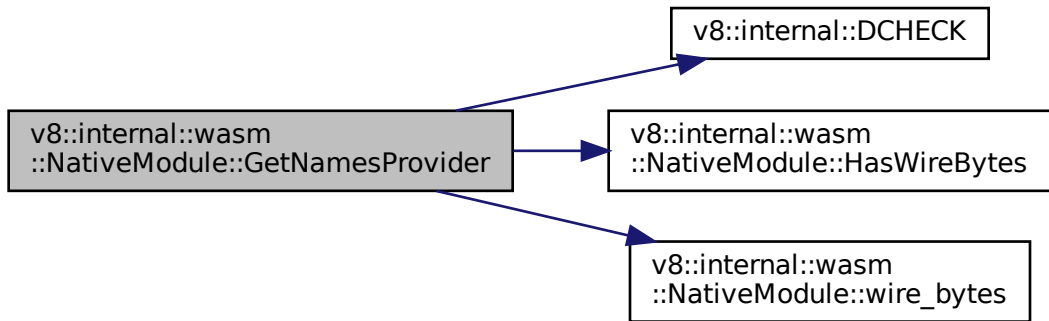 v8::internal::DCHECK
v8::internal::wasm
::NativeModule::GetNamesProvider
v8::internal::wasm
::NativeModule::HasWireBytes
v8::internal::wasm
::NativeModule::wire_bytes